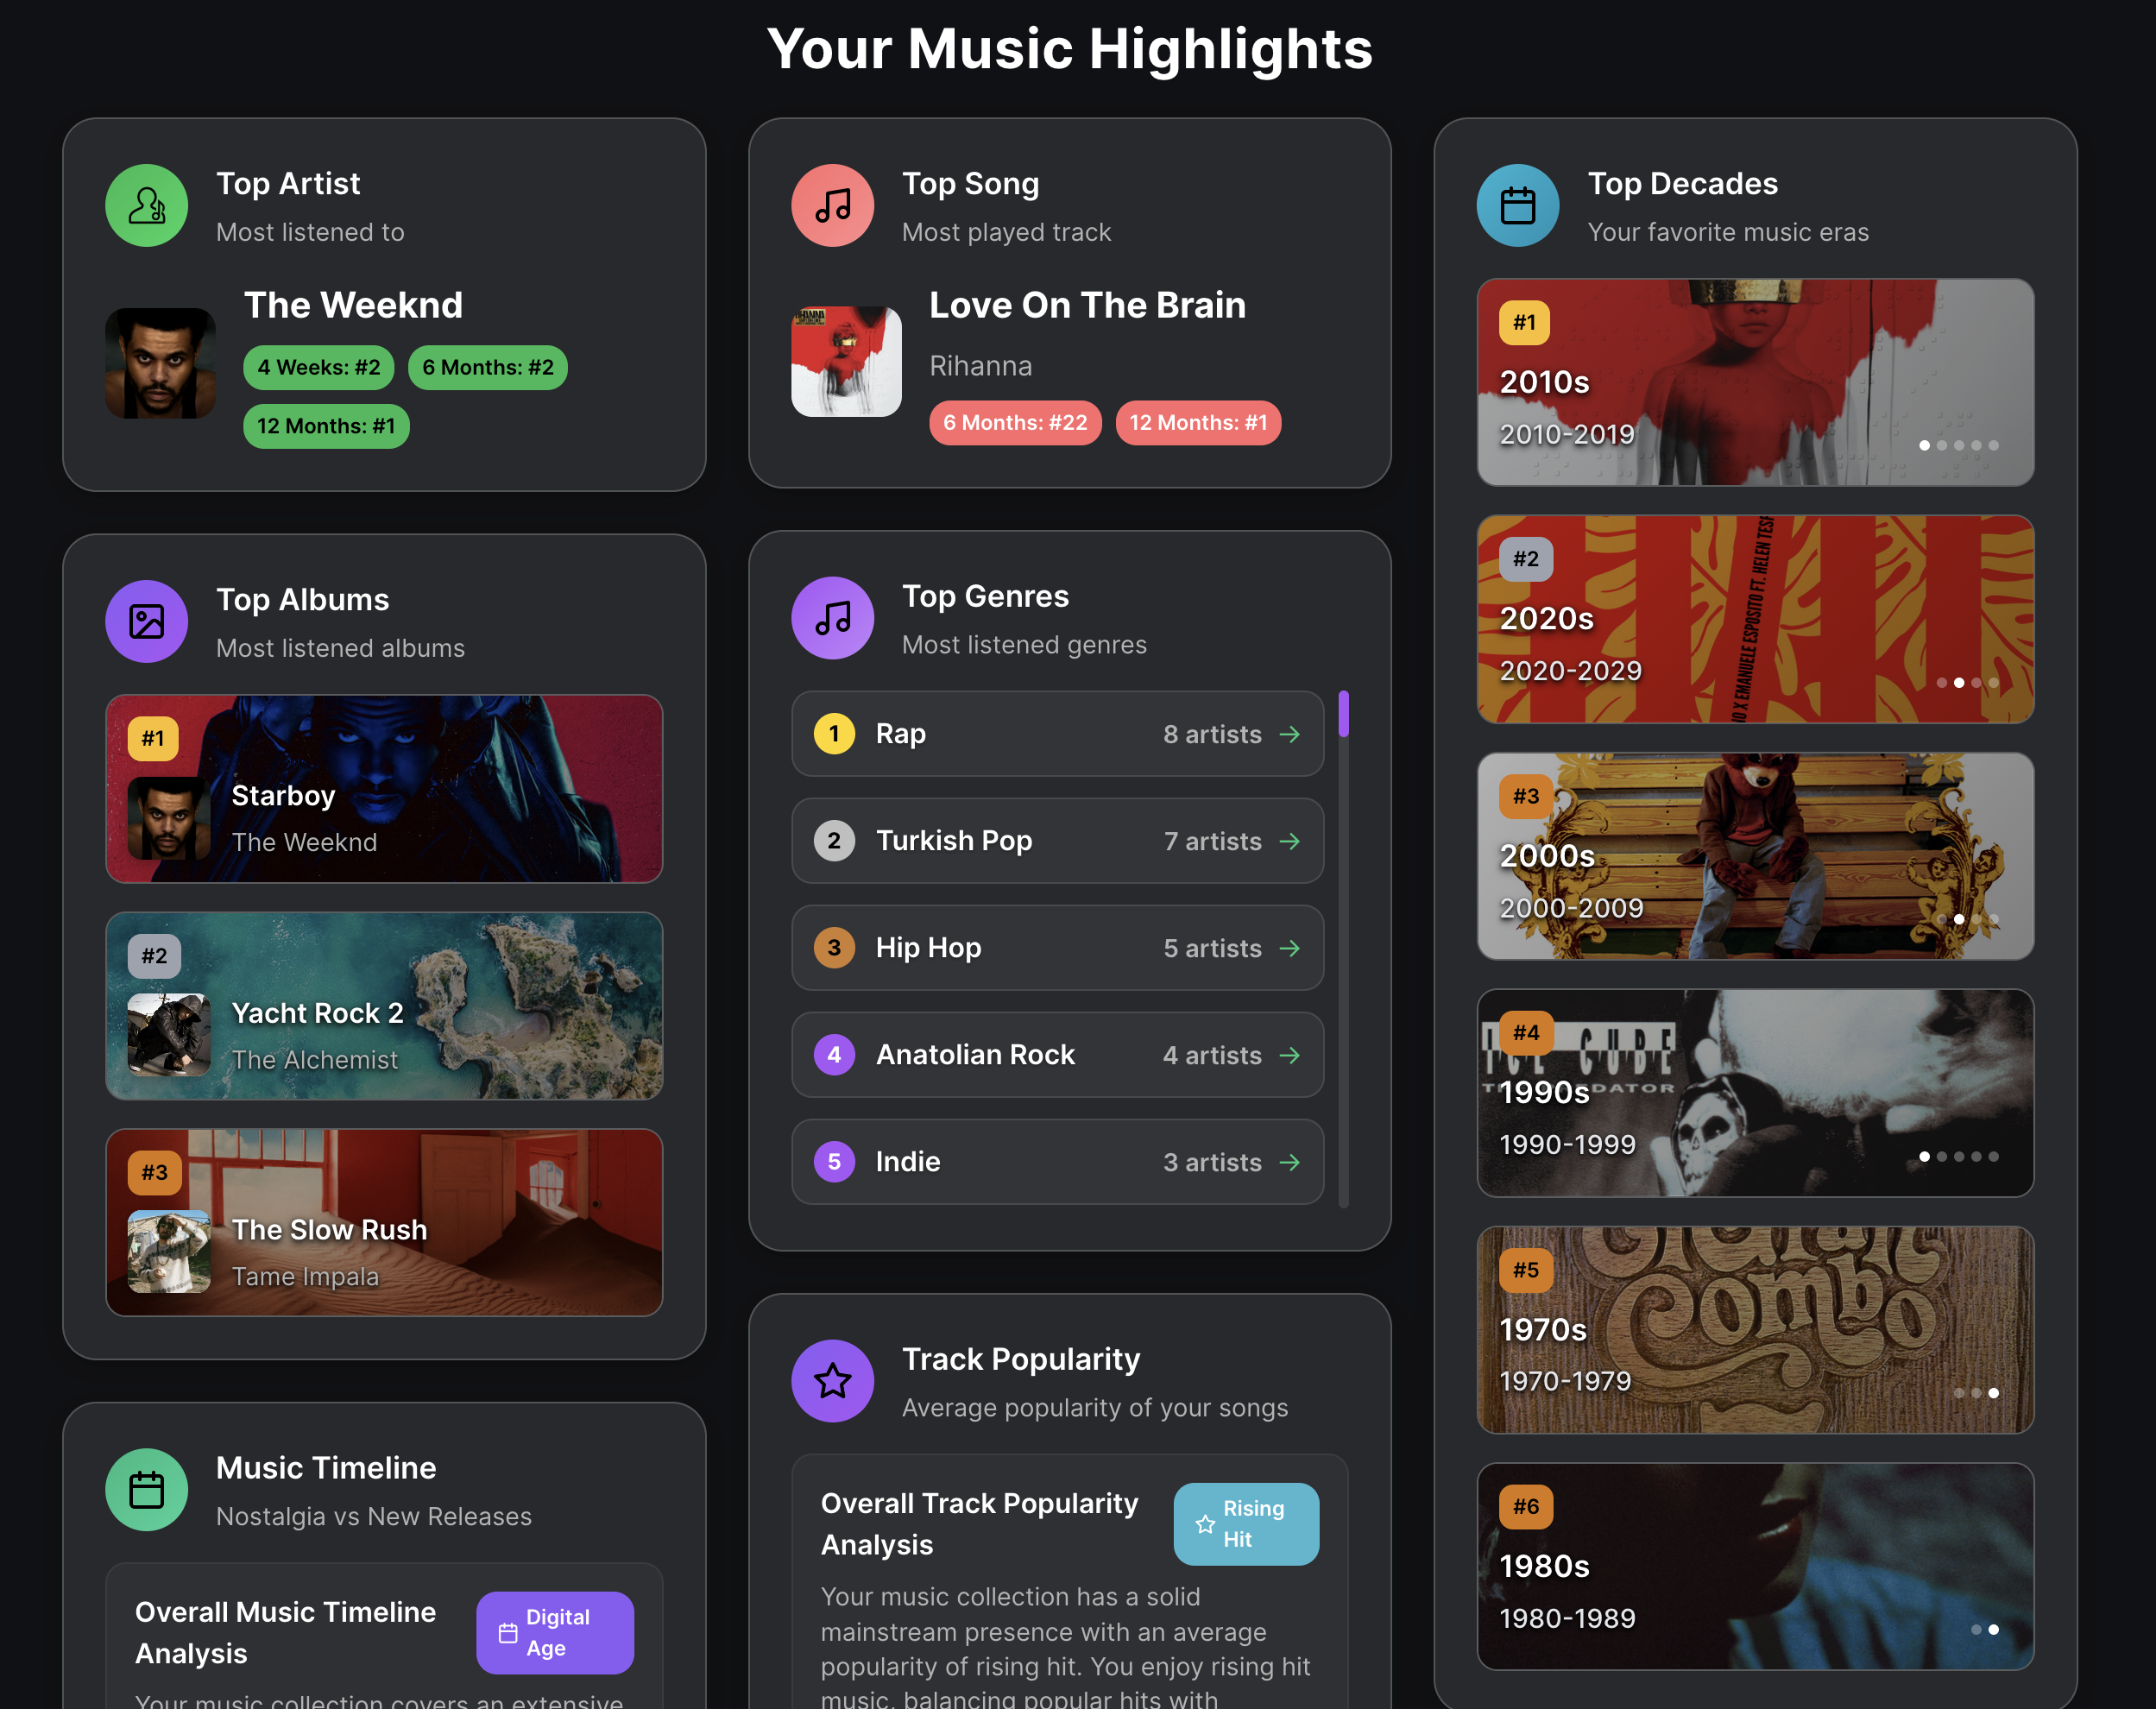 Your Music Highlights
Top Artist
Most listened to
The Weeknd
4 Weeks: #2
6 Months: #2
12 Months: #1
Top Albums
Most listened albums
#1
Starboy
The Weeknd
#2
Yacht Rock 2
The Alchemist
#3
The Slow Rush
Tame Impala
Music Timeline
Nostalgia vs New Releases
Overall Music Timeline
Analysis
Digital
Age
Your music collection covers an extensive
Top Song
Most played track
Love On The Brain
Rihanna
6 Months: #22
12 Months: #1
Top Genres
Most listened genres
1
Rap
8 artists →
2
Turkish Pop
7 artists →
3
Hip Hop
5 artists →
4
Anatolian Rock
4 artists →
5
Indie
3 artists →
Track Popularity
Average popularity of your songs
Overall Track Popularity
Analysis
Rising
Hit
Your music collection has a solid
mainstream presence with an average
popularity of rising hit. You enjoy rising hit
music, balancing popular hits with
Top Decades
Your favorite music eras
#1
2010s
2010-2019
#2
2020s
2020-2029
X EMANUELE ESPOSITO FT. HELEN
#3
2000s
2000-2009
#4
ICE CUBE
1990s
1990-1999
#5
Combo
1970s
1970-1979
#6
1980s
1980-1989